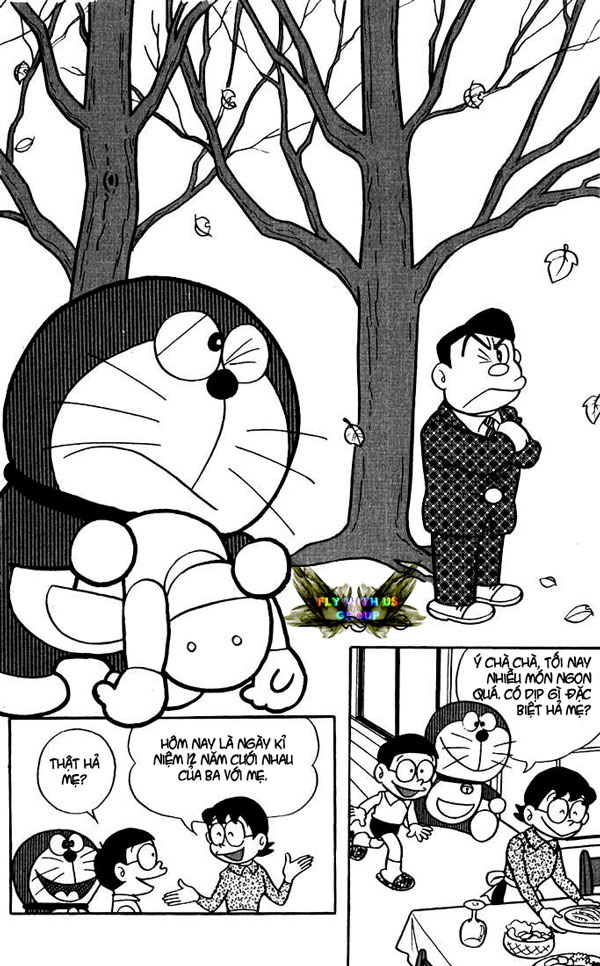 FLY WITH US
GROUP
Ý CHÀ CHÀ, TỐI NAY
NHIỀU MÓN NGON
QUÁ. CÓ DỊP GÌ ĐẶC
BIỆT HẢ MẸ?
HÔM NAY LÀ NGÀY KỈ
NIỆM 12 NĂM CƯỚI NHAU
CỦA BA VỚI MẸ.
THẬT HẢ
MẸ?